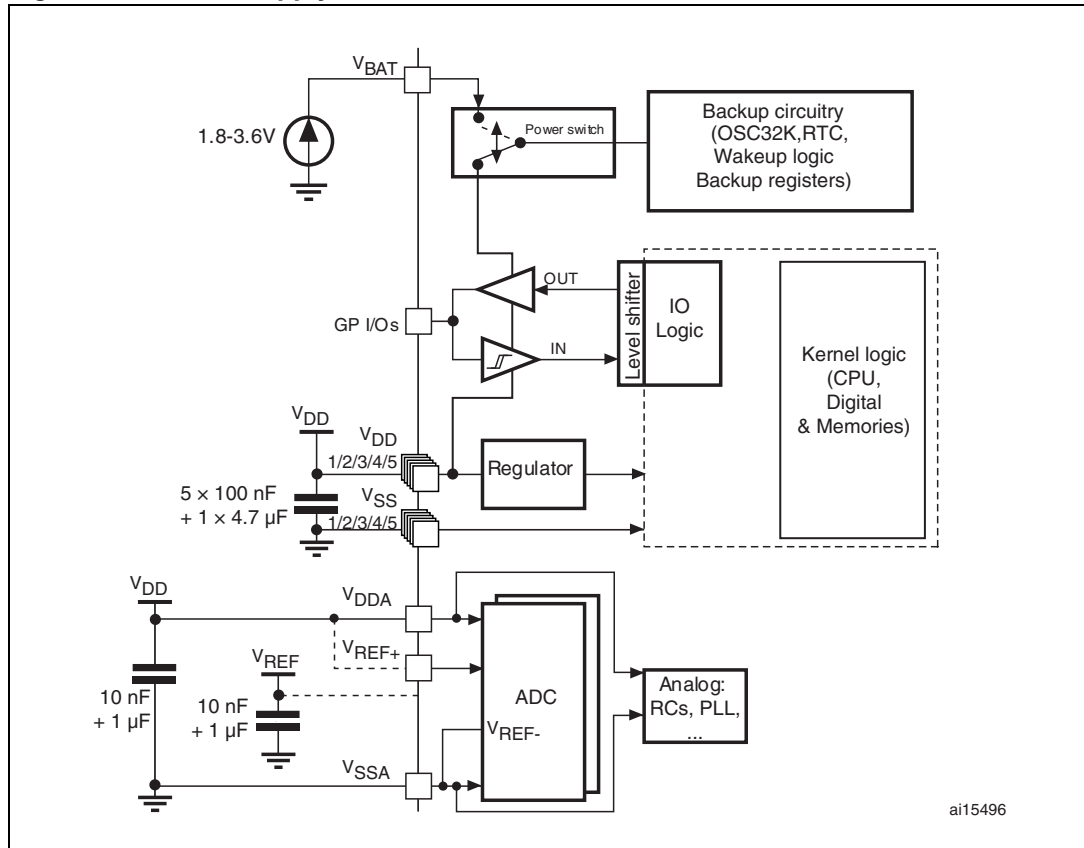 VBAT
1.8-3.6V
Power switch
Backup circuitry
(OSC32K,RTC,
Wakeup logic
Backup registers)
OUT
GP I/Os
IN
Level shifter
IO
Logic
Kernel logic
(CPU,
Digital
& Memories)
VDD
VDD
1/2/3/4/5
Regulator
5 × 100 nF
+ 1 × 4.7 µF
VSS
1/2/3/4/5
VDD
VDDA
VREF+
VREF
10 nF
+ 1 µF
10 nF
+ 1 µF
ADC
VREF-
Analog:
RCs, PLL,
...
VSSA
ai15496